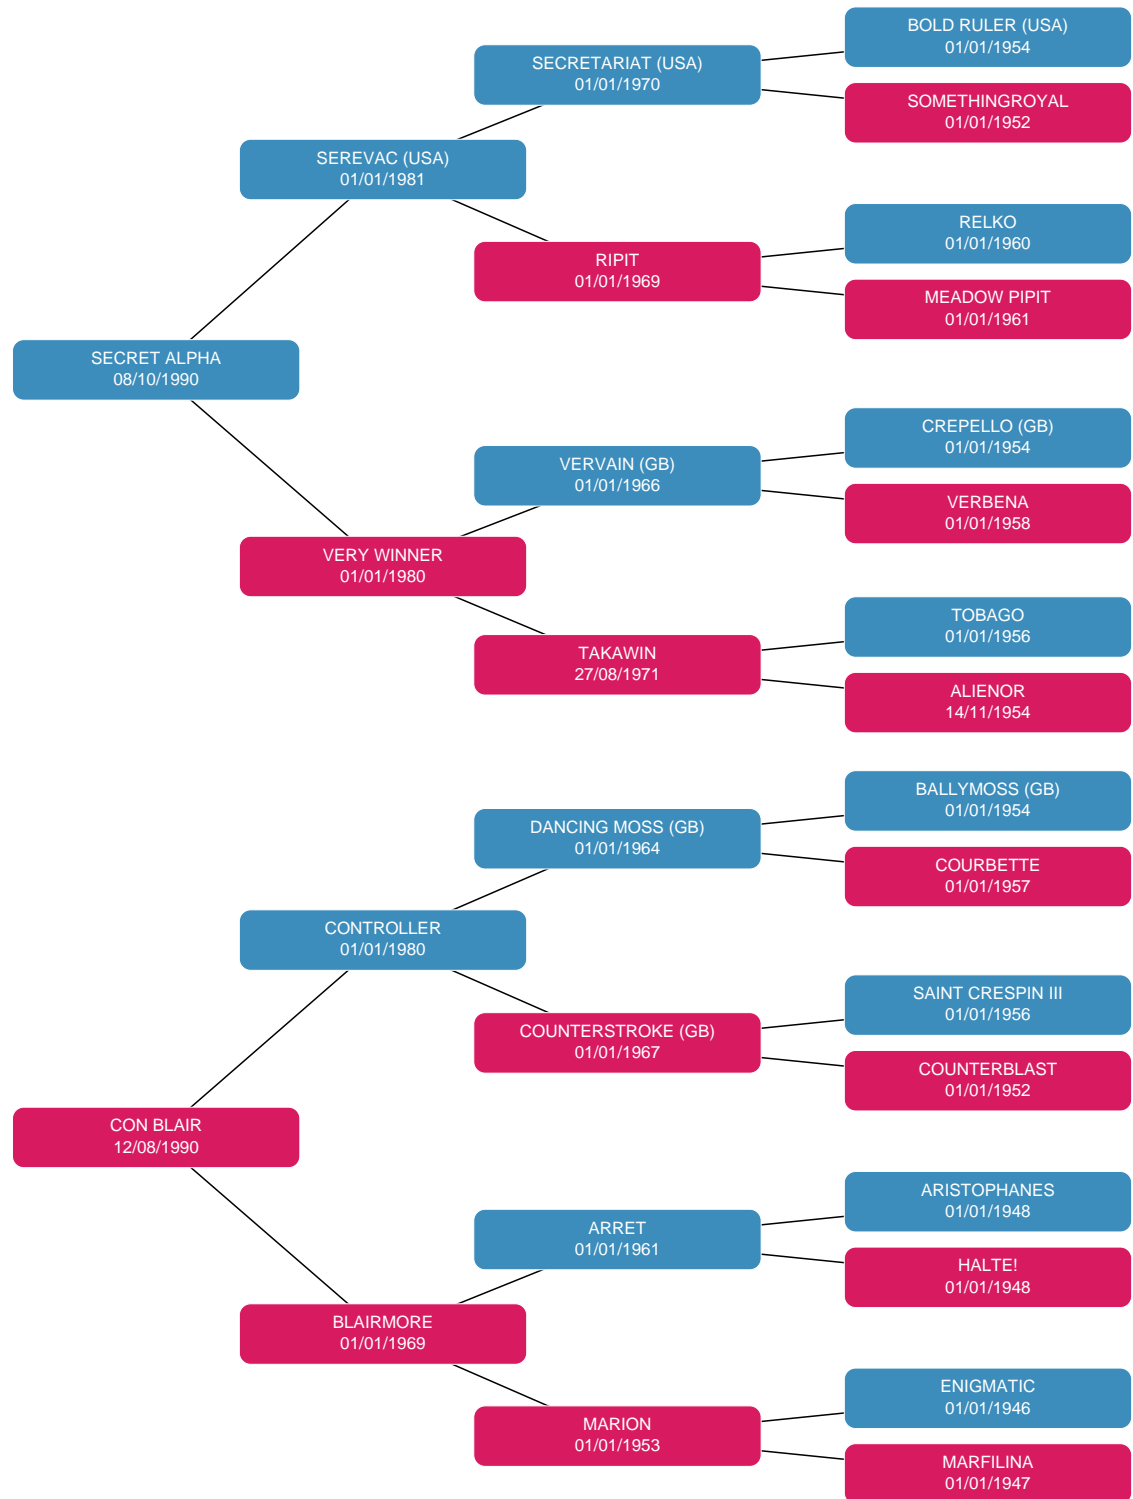 BOLD RULER (USA)
01/01/1954
SECRETARIAT (USA)
01/01/1970
SOMETHINGROYAL
01/01/1952
SEREVAC (USA)
01/01/1981
RELKO
01/01/1960
RIPIT
01/01/1969
MEADOW PIPIT
01/01/1961
SECRET ALPHA
08/10/1990
CREPELLO (GB)
01/01/1954
VERVAIN (GB)
01/01/1966
VERBENA
01/01/1958
VERY WINNER
01/01/1980
TOBAGO
01/01/1956
TAKAWIN
27/08/1971
ALIENOR
14/11/1954
BALLYMOSS (GB)
01/01/1954
DANCING MOSS (GB)
01/01/1964
COURBETTE
01/01/1957
CONTROLLER
01/01/1980
SAINT CRESPIN III
01/01/1956
COUNTERSTROKE (GB)
01/01/1967
COUNTERBLAST
01/01/1952
CON BLAIR
12/08/1990
ARISTOPHANES
01/01/1948
ARRET
01/01/1961
HALTE!
01/01/1948
BLAIRMORE
01/01/1969
ENIGMATIC
01/01/1946
MARION
01/01/1953
MARFILINA
01/01/1947